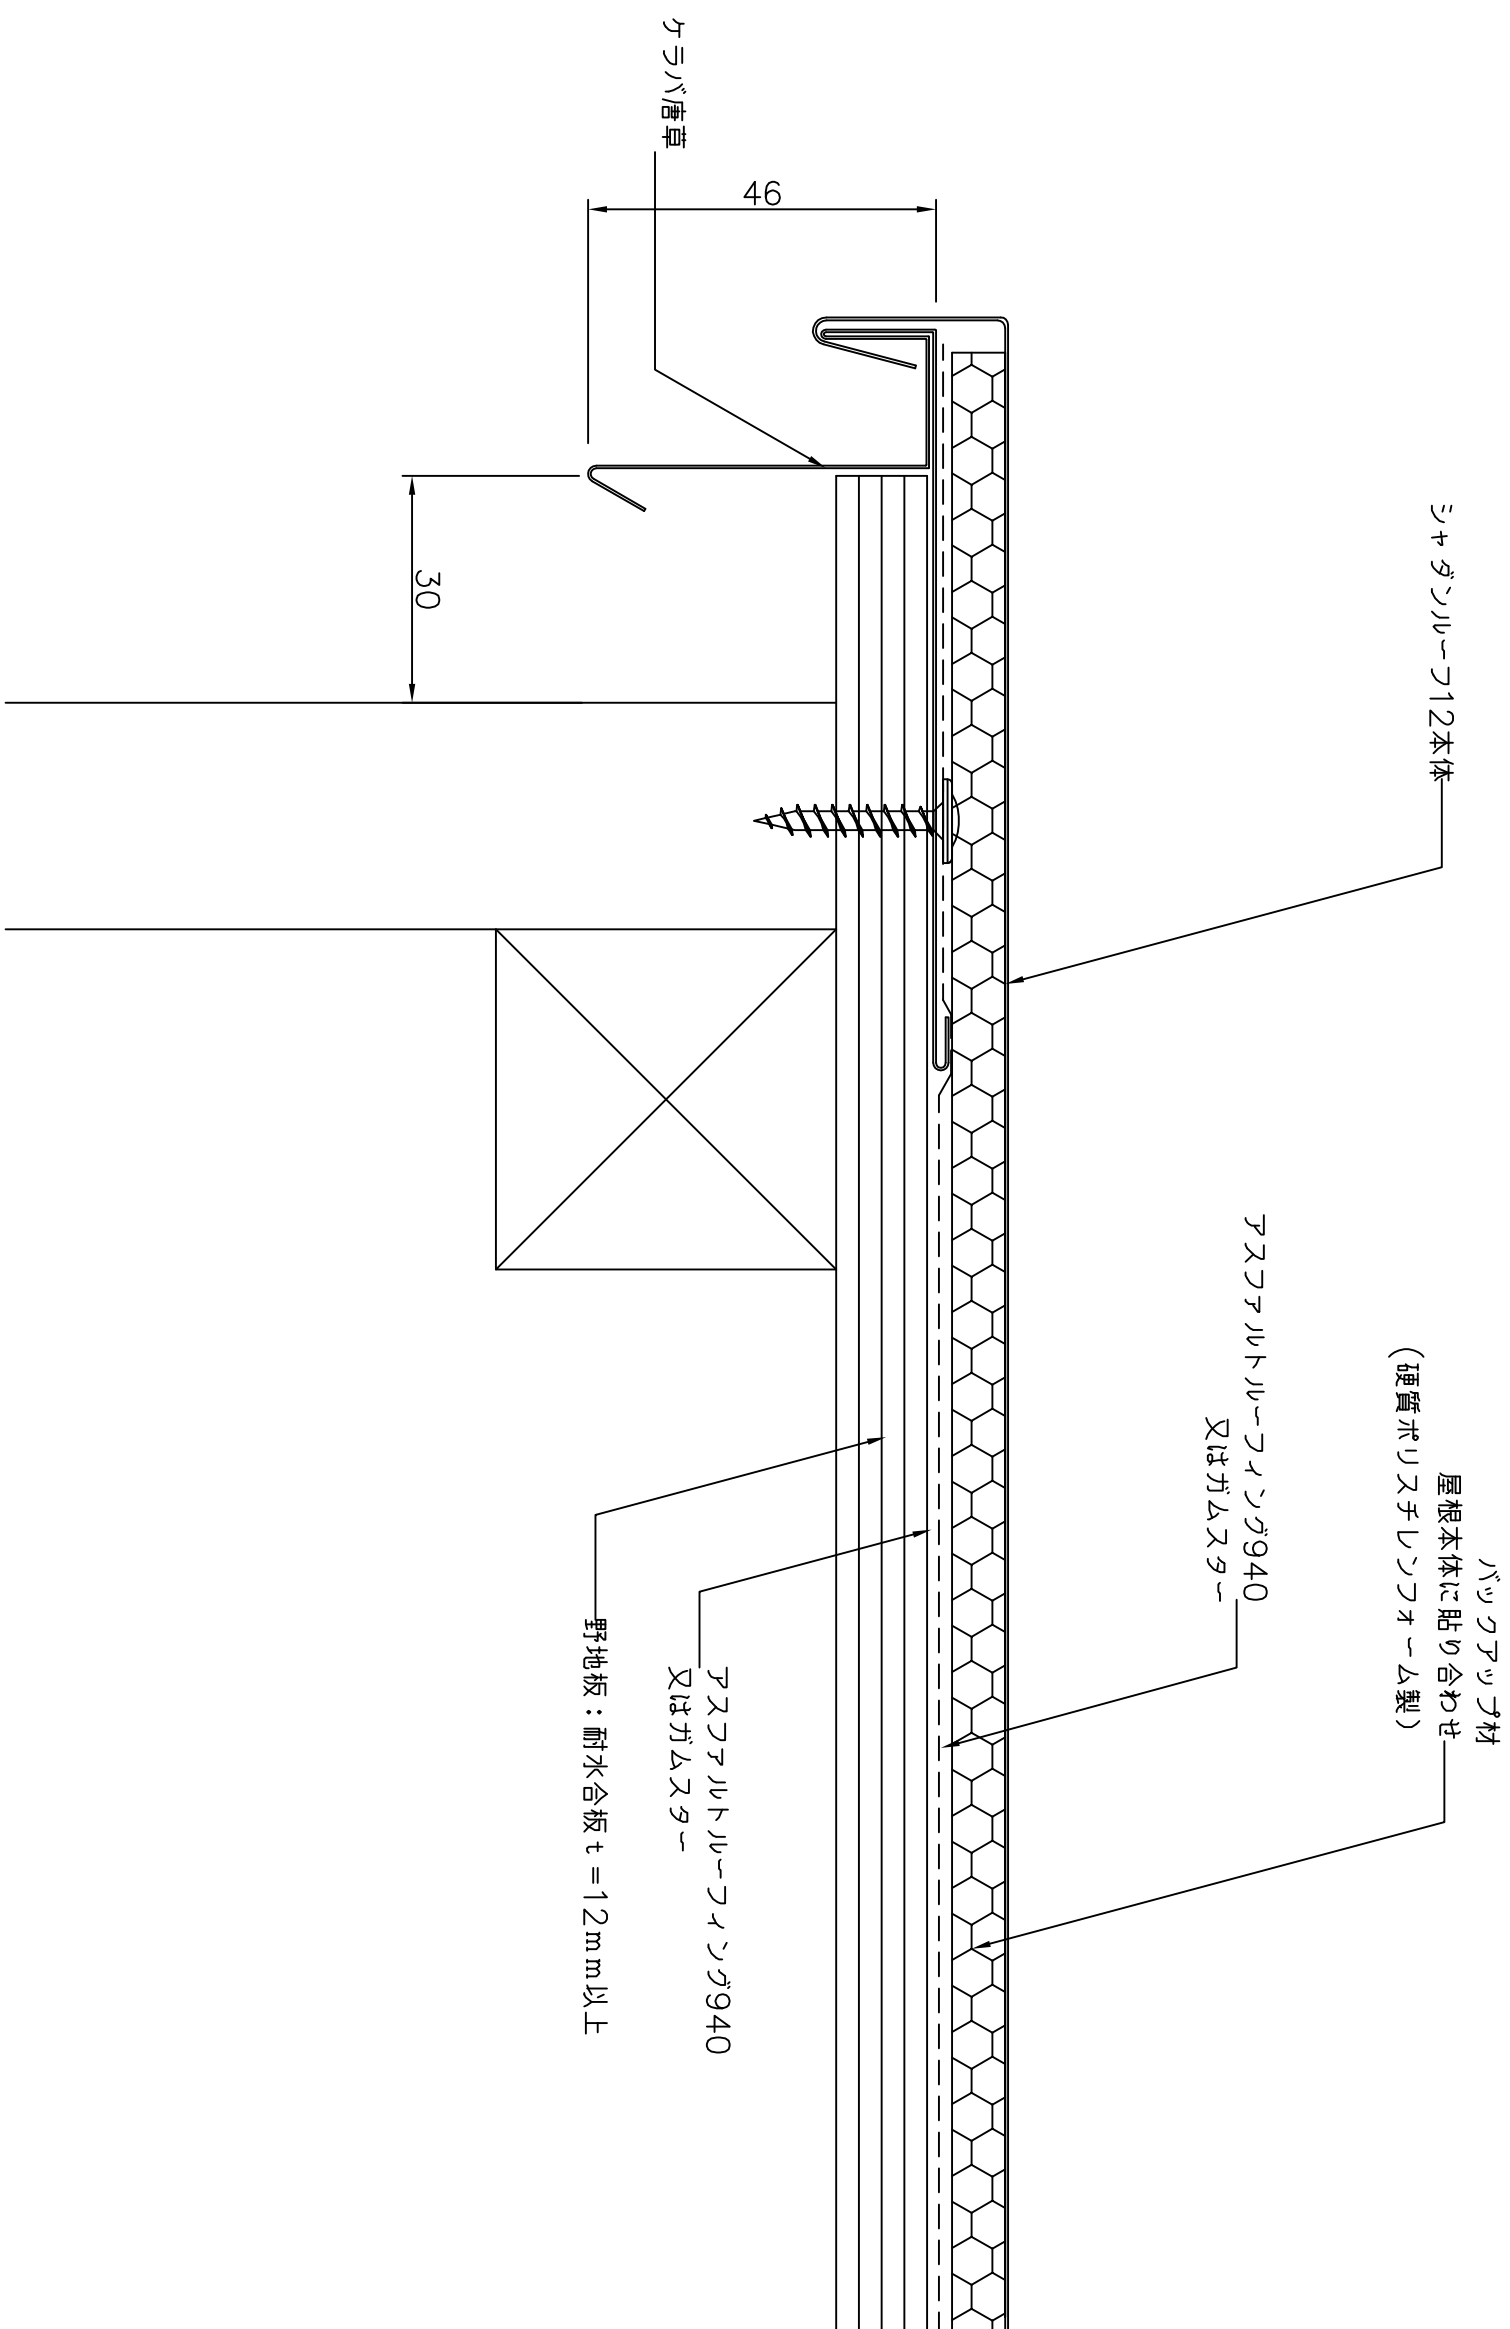 バックアップ材
屋根本体に貼り合わせ
(硬質ポリスチレンフォーム製)
シャダンルーフ12本体
アスファルトルーフィング940
又はガムスター
46
アスファルトルーフィング940
又はガムスター
ケラバ唐草
野地板:耐水合板t=12mm以上
30